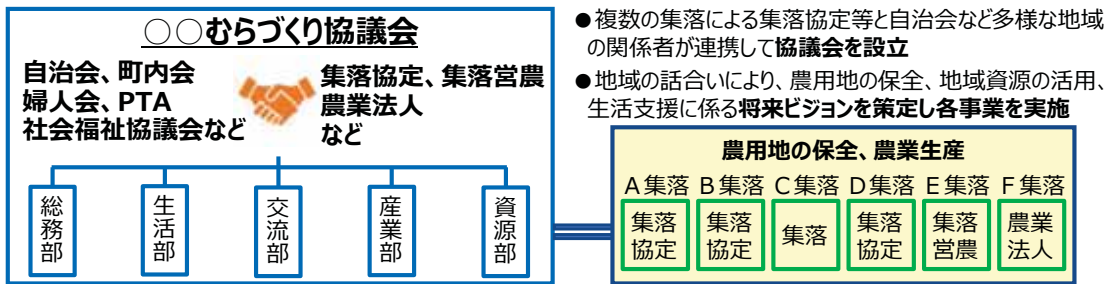 ○○むらづくり協議会
自治会、町内会
婦人会、PTA
社会福祉協議会など
集落協定、集落営農
農業法人
など
総務部
生活部
交流部
産業部
資源部
●複数の集落による集落協定等と自治会など多様な地域
の関係者が連携して協議会を設立
●地域の話合いにより、農用地の保全、地域資源の活用、
生活支援に係る将来ビジョンを策定し各事業を実施
農用地の保全、農業生産
A集落 B集落 C集落 D集落 E集落 F集落
集落
協定
集落
協定
集落
集落
協定
集落
営農
農業
法人